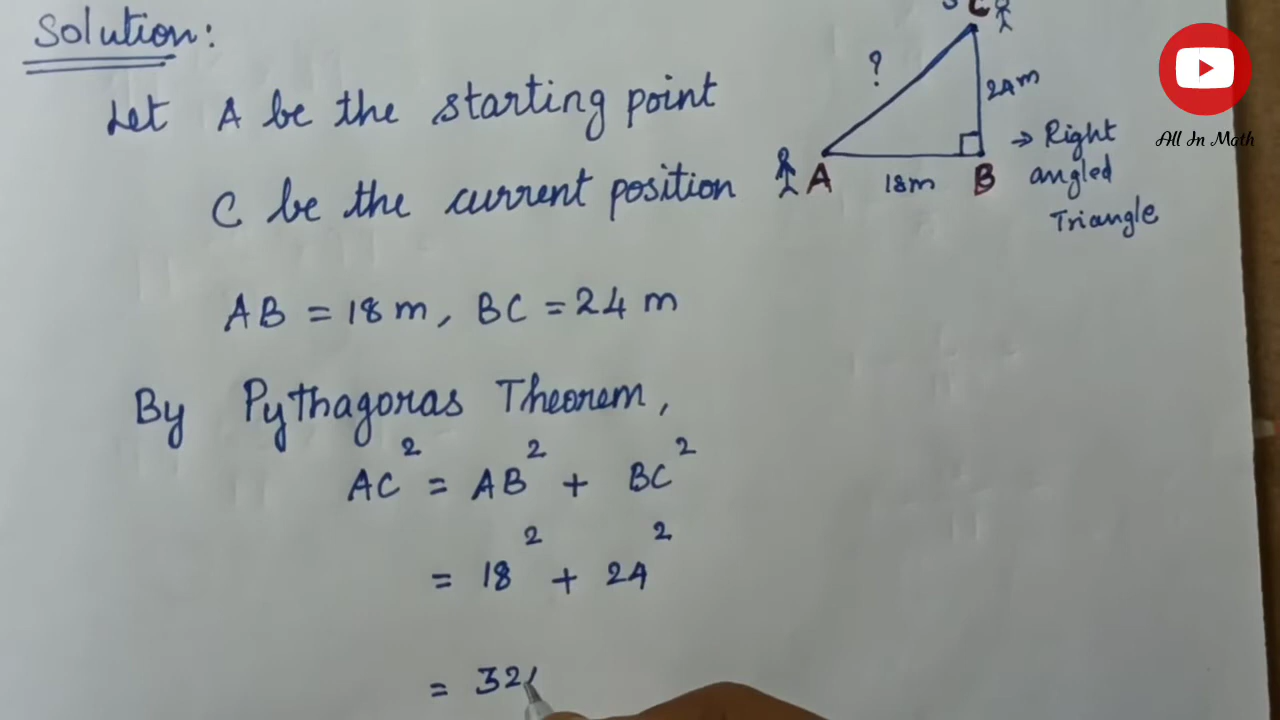 Solution:
Let A be the starting point
C be the current position
AB = 18 m, BC = 24 m
By Pythagoras Theorem,
AC² = AB² + BC²
= 18² + 24²
= 32
C
?
24 m
A
18m
B
→ Right
angled
Triangle
All In Math